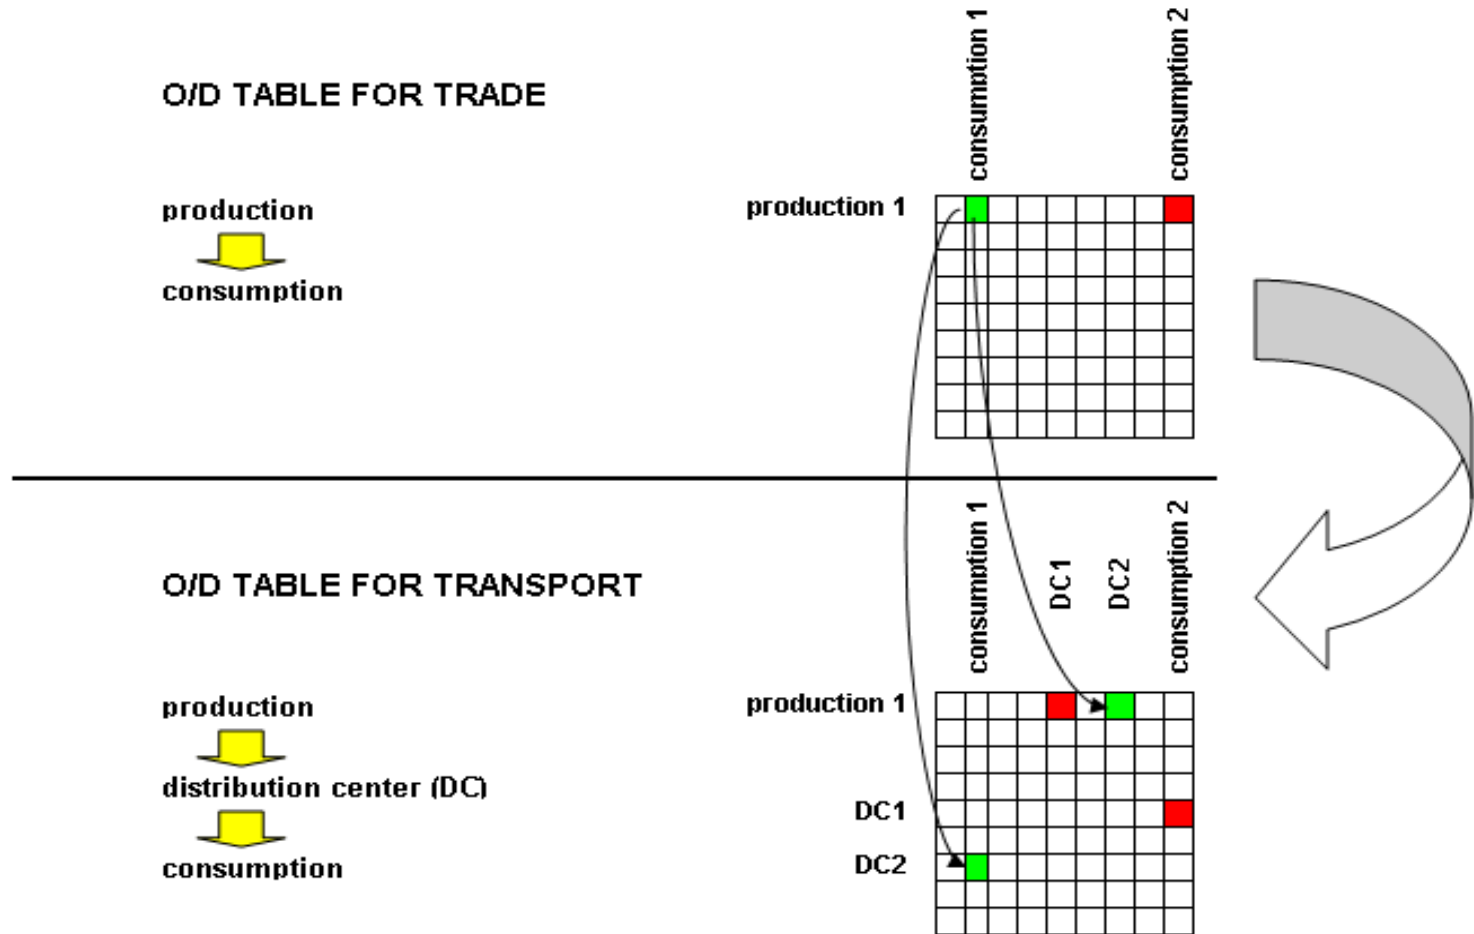 consumption 1
consumption 2
O/D TABLE FOR TRADE
production
production 1
consumption
consumption 1
DC1
DC2
consumption 2
O/D TABLE FOR TRANSPORT
production
production 1
distribution center (DC)
DC1
consumption
DC2